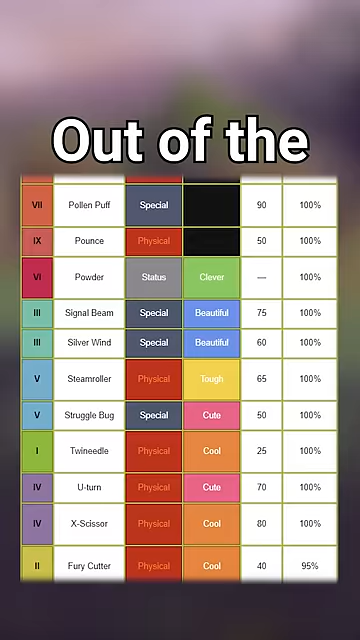 Out of the
VII Pollen Puff Special 90 100%
IX Pounce Physical 50 100%
VI Powder Status Clever — 100%
III Signal Beam Special Beautiful 75 100%
III Silver Wind Special Beautiful 60 100%
V Steamroller Physical Tough 65 100%
V Struggle Bug Special Cute 50 100%
I Twineedle Physical Cool 25 100%
IV U-turn Physical Cute 70 100%
IV X-Scissor Physical Cool 80 100%
II Fury Cutter Physical Cool 40 95%